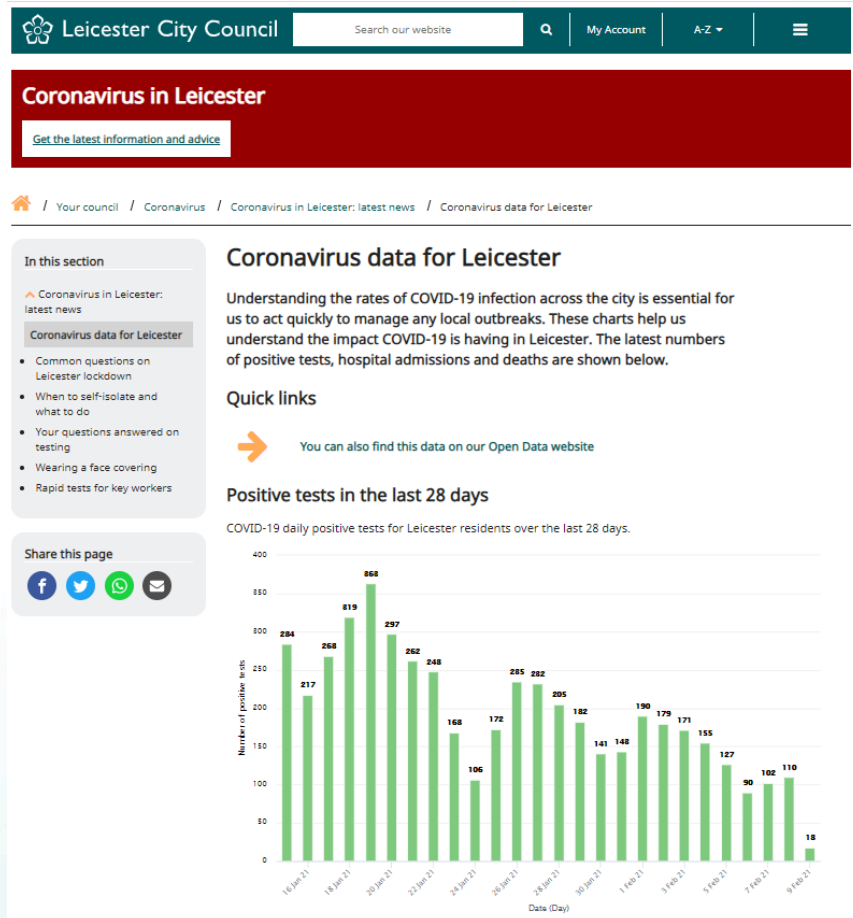 Leicester City Council
Search our website
My Account
A-Z
Coronavirus in Leicester
Get the latest information and advice
/ Your council / Coronavirus / Coronavirus in Leicester: latest news / Coronavirus data for Leicester
In this section
Coronavirus in Leicester:
latest news
Coronavirus data for Leicester
Common questions on
Leicester lockdown
When to self-isolate and
what to do
Your questions answered on
testing
Wearing a face covering
Rapid tests for key workers
Share this page
Coronavirus data for Leicester
Understanding the rates of COVID-19 infection across the city is essential for
us to act quickly to manage any local outbreaks. These charts help us
understand the impact COVID-19 is having in Leicester. The latest numbers
of positive tests, hospital admissions and deaths are shown below.
Quick links
You can also find this data on our Open Data website
Positive tests in the last 28 days
COVID-19 daily positive tests for Leicester residents over the last 28 days.
Number of positive tests
400
350
300
250
200
150
100
50
0
284
217
268
319
363
297
262
248
168
106
172
235
232
205
182
141
143
190
179
171
155
127
90
102
110
18
16 Jan 21
18 Jan 21
20 Jan 21
22 Jan 21
24 Jan 21
26 Jan 21
28 Jan 21
30 Jan 21
1 Feb 21
3 Feb 21
5 Feb 21
7 Feb 21
9 Feb 21
Date (Day)